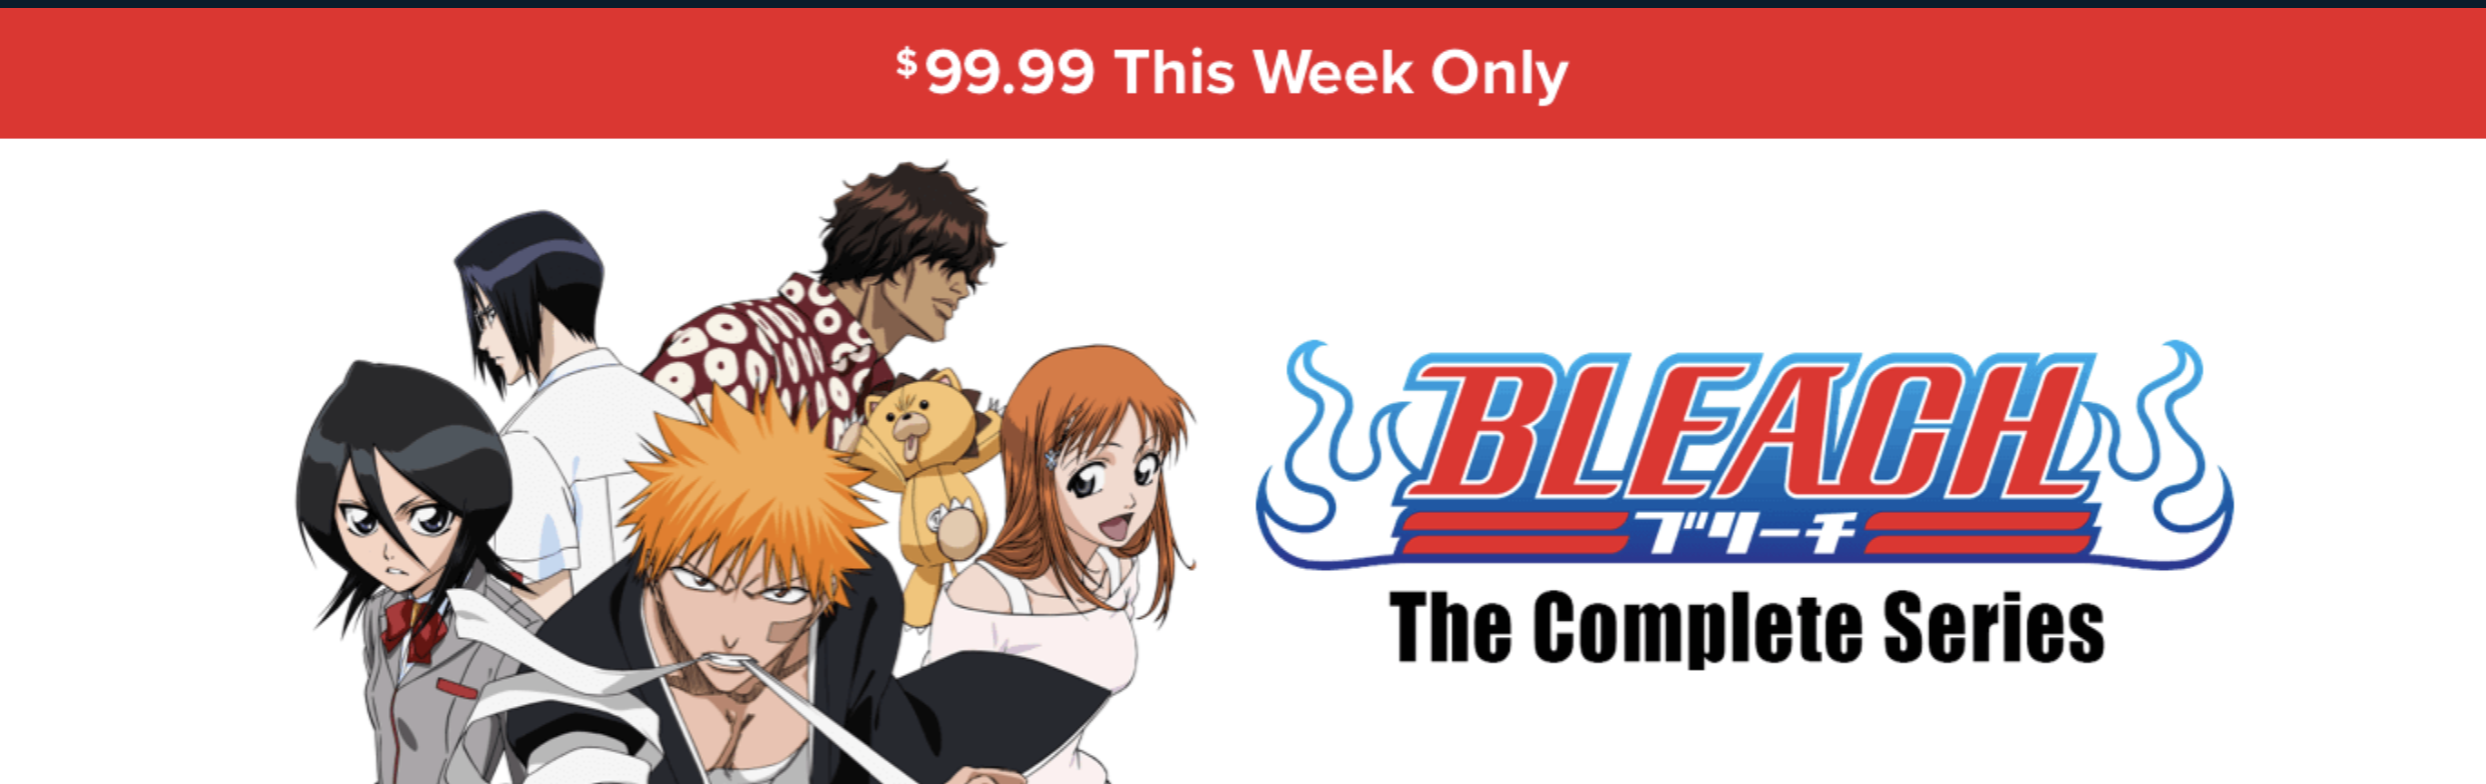 $99.99 This Week Only
BLEACH
ブリーチ
The Complete Series